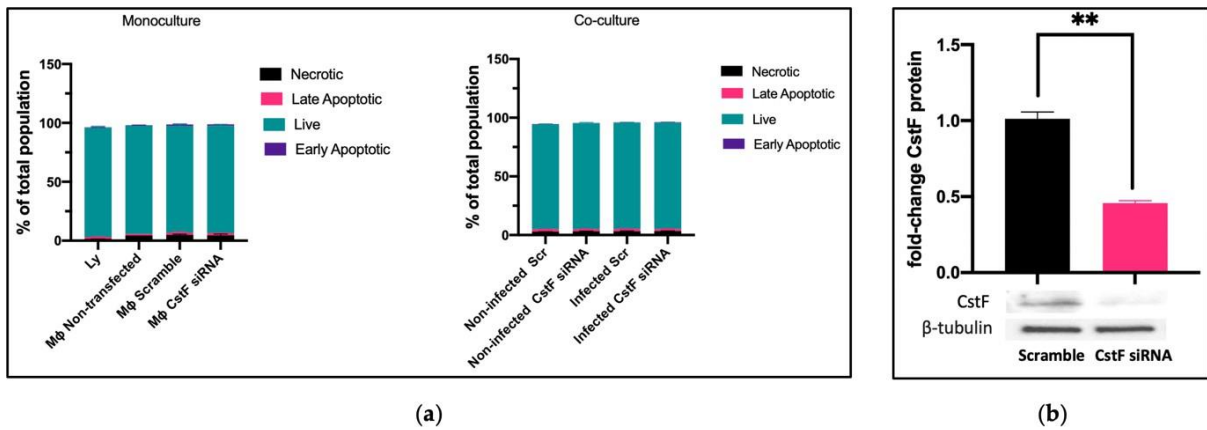 Monoculture
% of total population
150
100
50
0
Necrotic
Late Apoptotic
Live
Early Apoptotic
Ly
Mφ Non-transfected
Mφ Scramble
Mφ CstF siRNA
Co-culture
% of total population
150
100
50
0
Necrotic
Late Apoptotic
Live
Early Apoptotic
Non-infected Scr
Non-infected CstF siRNA
Infected Scr
Infected CstF siRNA
(a)
**
fold-change CstF protein
1.5
1.0
0.5
0.0
CstF
β-tubulin
Scramble CstF siRNA
(b)